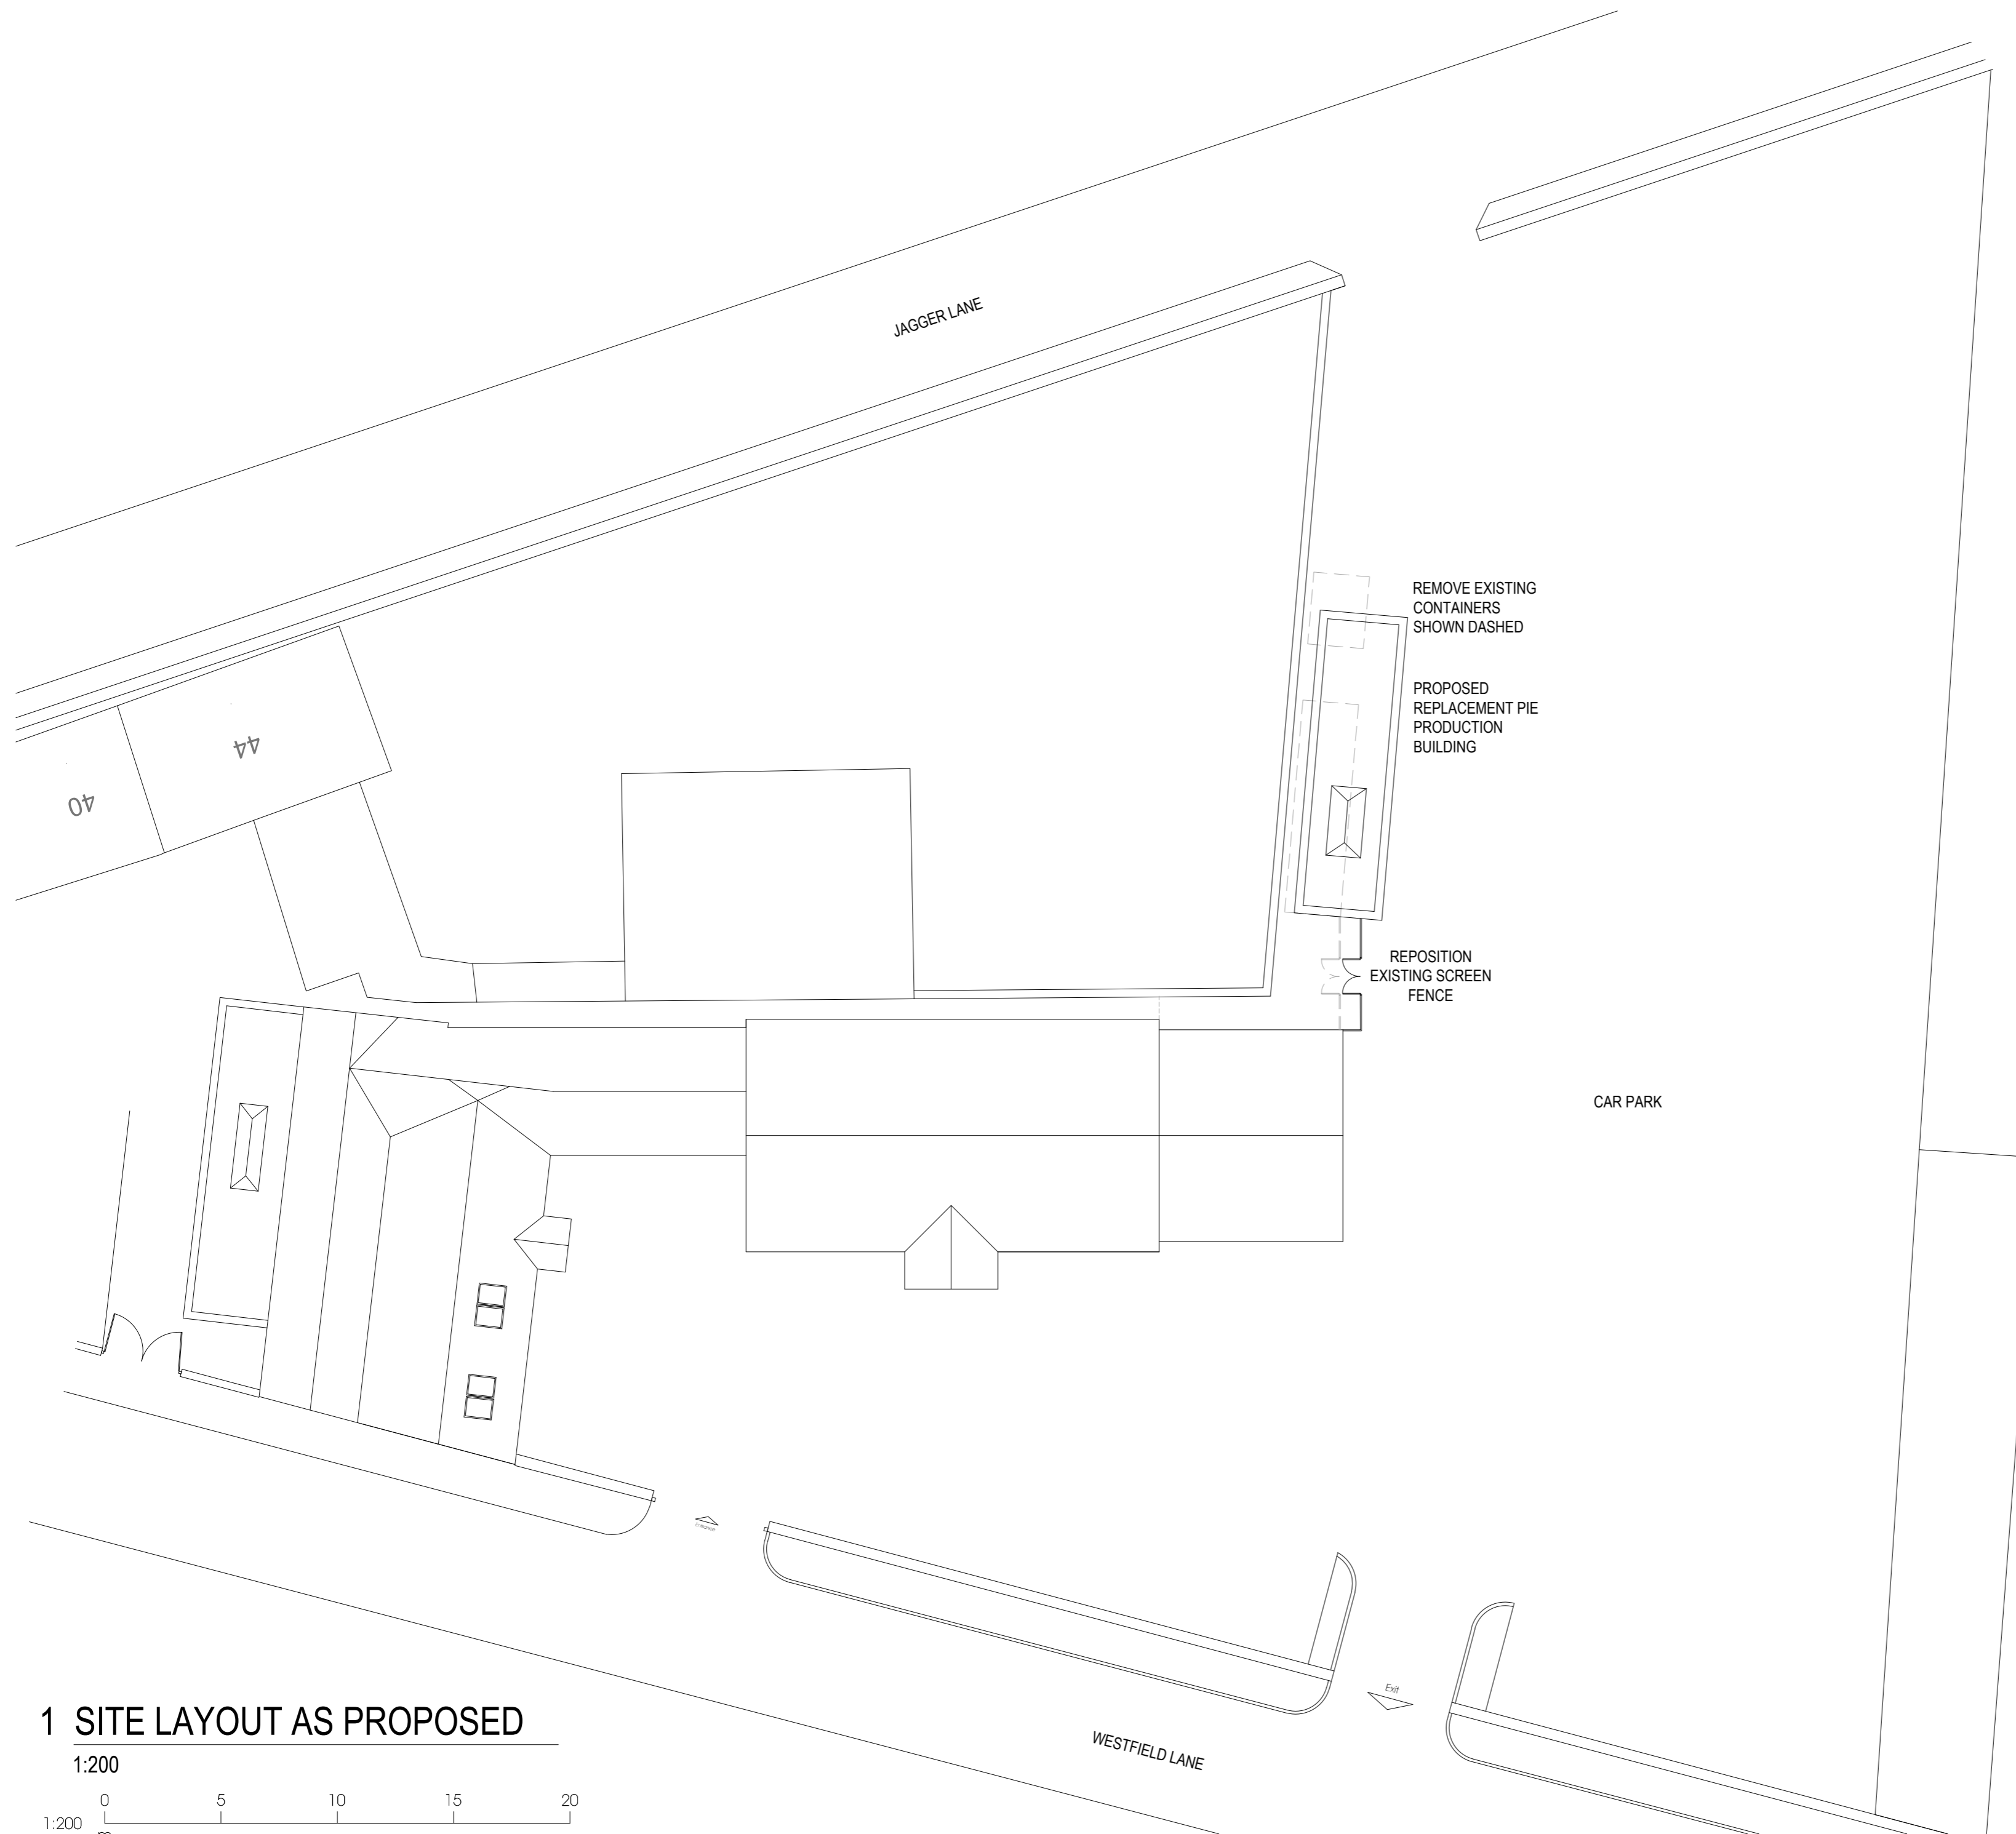 JAGGER LANE
REMOVE EXISTING
CONTAINERS
SHOWN DASHED
PROPOSED
REPLACEMENT PIE
PRODUCTION
BUILDING
44
40
REPOSITION
EXISTING SCREEN
FENCE
CAR PARK
Entrance
Exit
WESTFIELD LANE
1 SITE LAYOUT AS PROPOSED
1:200
0 5 10 15 20
1:200
m